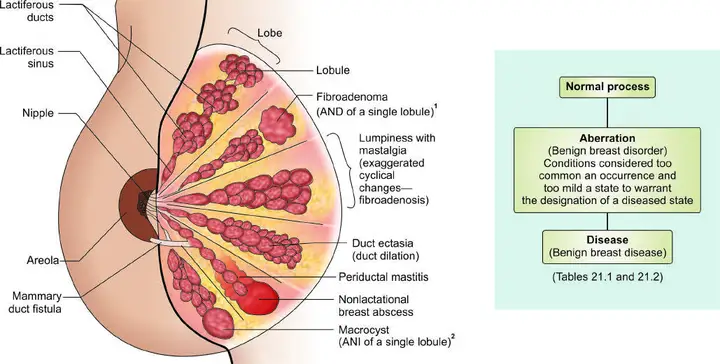 Lactiferous
ducts
Lactiferous
sinus
Nipple
Areola
Mammary
duct fistula
Lobe
Lobule
Fibroadenoma
(AND of a single lobule)¹
Lumpiness with
mastalgia
(exaggerated
cyclical
changes—
fibroadenosis)
Duct ectasia
(duct dilation)
Periductal mastitis
Nonlactational
breast abscess
Macrocyst
(ANI of a single lobule)²
Normal process
Aberration
(Benign breast disorder)
Conditions considered too
common an occurrence and
too mild a state to warrant
the designation of a diseased state
Disease
(Benign breast disease)
(Tables 21.1 and 21.2)